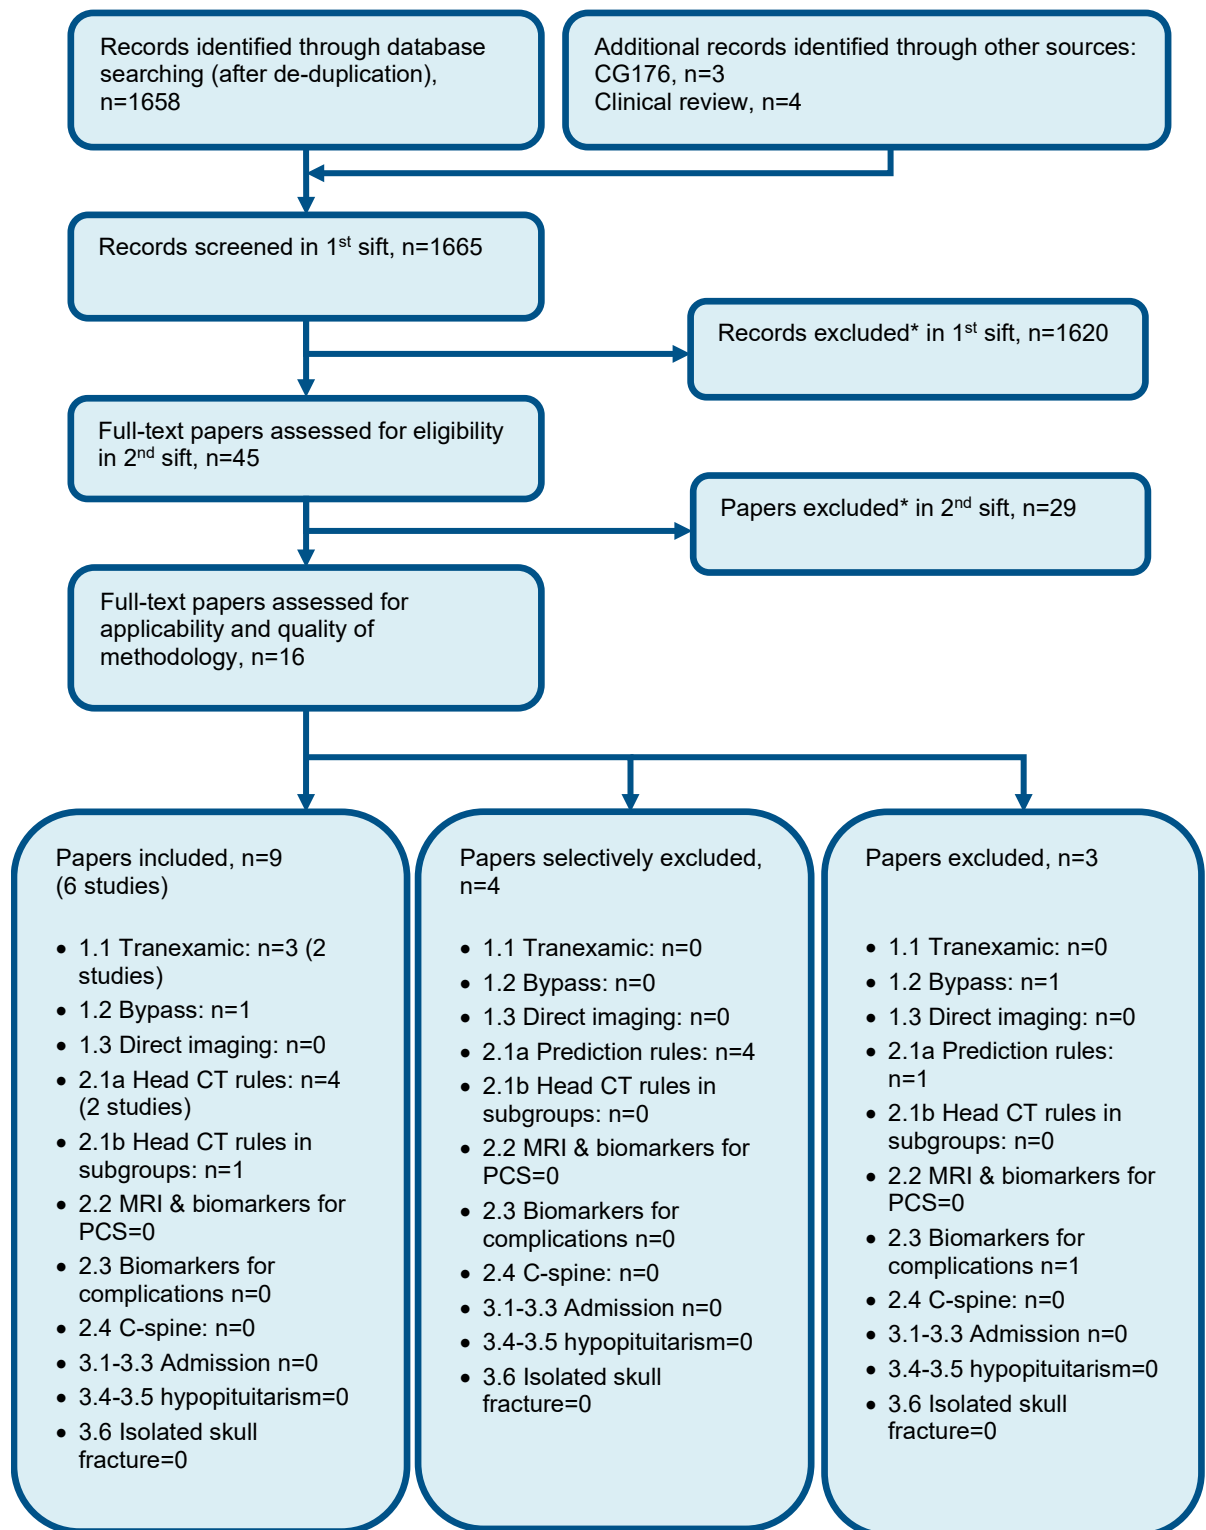 Records identified through database
searching (after de-duplication),
n=1658
Additional records identified through other sources:
CG176, n=3
Clinical review, n=4
Records screened in 1st sift, n=1665
Records excluded* in 1st sift, n=1620
Full-text papers assessed for eligibility
in 2nd sift, n=45
Papers excluded* in 2nd sift, n=29
Full-text papers assessed for
applicability and quality of
methodology, n=16
Papers included, n=9
(6 studies)
• 1.1 Tranexamic: n=3 (2
studies)
• 1.2 Bypass: n=1
• 1.3 Direct imaging: n=0
• 2.1a Head CT rules: n=4
(2 studies)
• 2.1b Head CT rules in
subgroups: n=1
• 2.2 MRI & biomarkers for
PCS=0
• 2.3 Biomarkers for
complications n=0
• 2.4 C-spine: n=0
• 3.1-3.3 Admission n=0
• 3.4-3.5 hypopituitarism=0
• 3.6 Isolated skull
fracture=0
Papers selectively excluded,
n=4
• 1.1 Tranexamic: n=0
• 1.2 Bypass: n=0
• 1.3 Direct imaging: n=0
• 2.1a Prediction rules: n=4
• 2.1b Head CT rules in
subgroups: n=0
• 2.2 MRI & biomarkers for
PCS=0
• 2.3 Biomarkers for
complications n=0
• 2.4 C-spine: n=0
• 3.1-3.3 Admission n=0
• 3.4-3.5 hypopituitarism=0
• 3.6 Isolated skull
fracture=0
Papers excluded, n=3
• 1.1 Tranexamic: n=0
• 1.2 Bypass: n=1
• 1.3 Direct imaging: n=0
• 2.1a Prediction rules:
n=1
• 2.1b Head CT rules in
subgroups: n=0
• 2.2 MRI & biomarkers for
PCS=0
• 2.3 Biomarkers for
complications n=1
• 2.4 C-spine: n=0
• 3.1-3.3 Admission n=0
• 3.4-3.5 hypopituitarism=0
• 3.6 Isolated skull
fracture=0